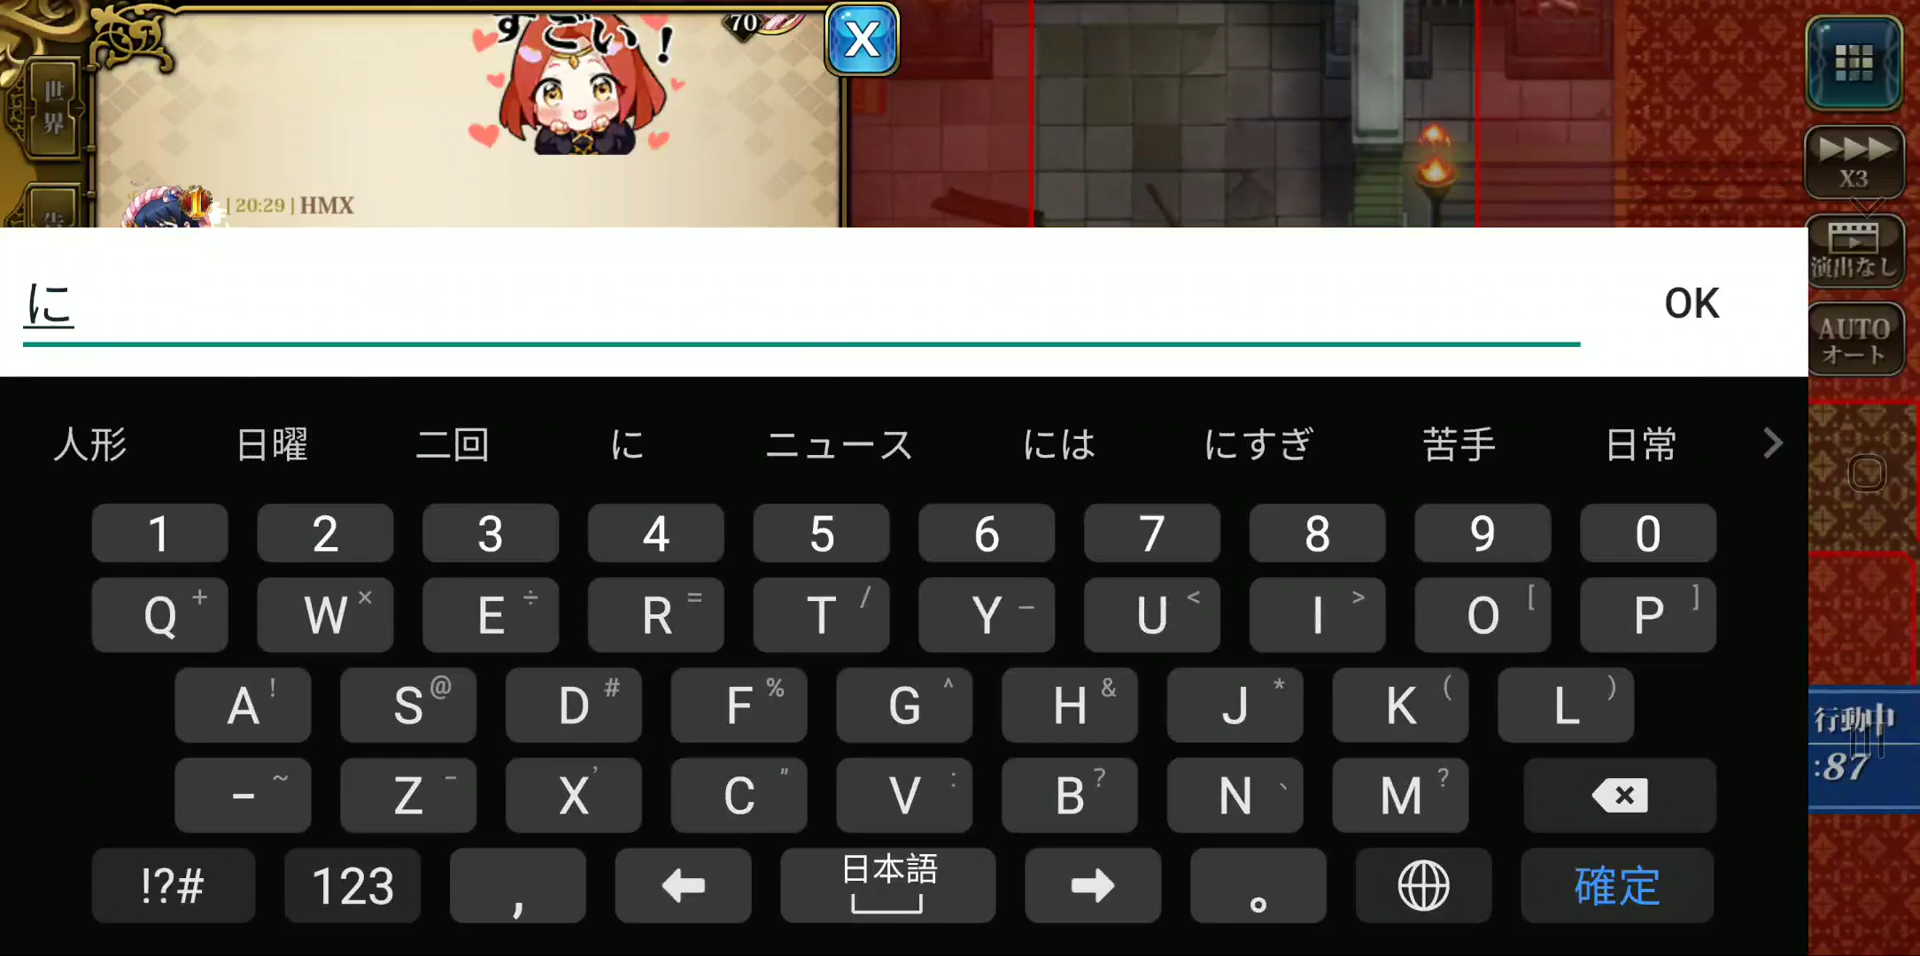 すごい!
70
X
世界
[20:29] HMX
X3
演出なし
に
OK
AUTO
オート
人形 日曜 二回 に ニュース には にすぎ 苦手 日常 >
1 2 3 4 5 6 7 8 9 0
Q + W × E ÷ R = T / Y – U < I > O [ P ]
A ! S @ D # F % G ^ H & J * K ( L )
行動中
- ~ Z - X ' C " V : B ? N ` M ?
:87
!?# 123 , 日本語 。 確定